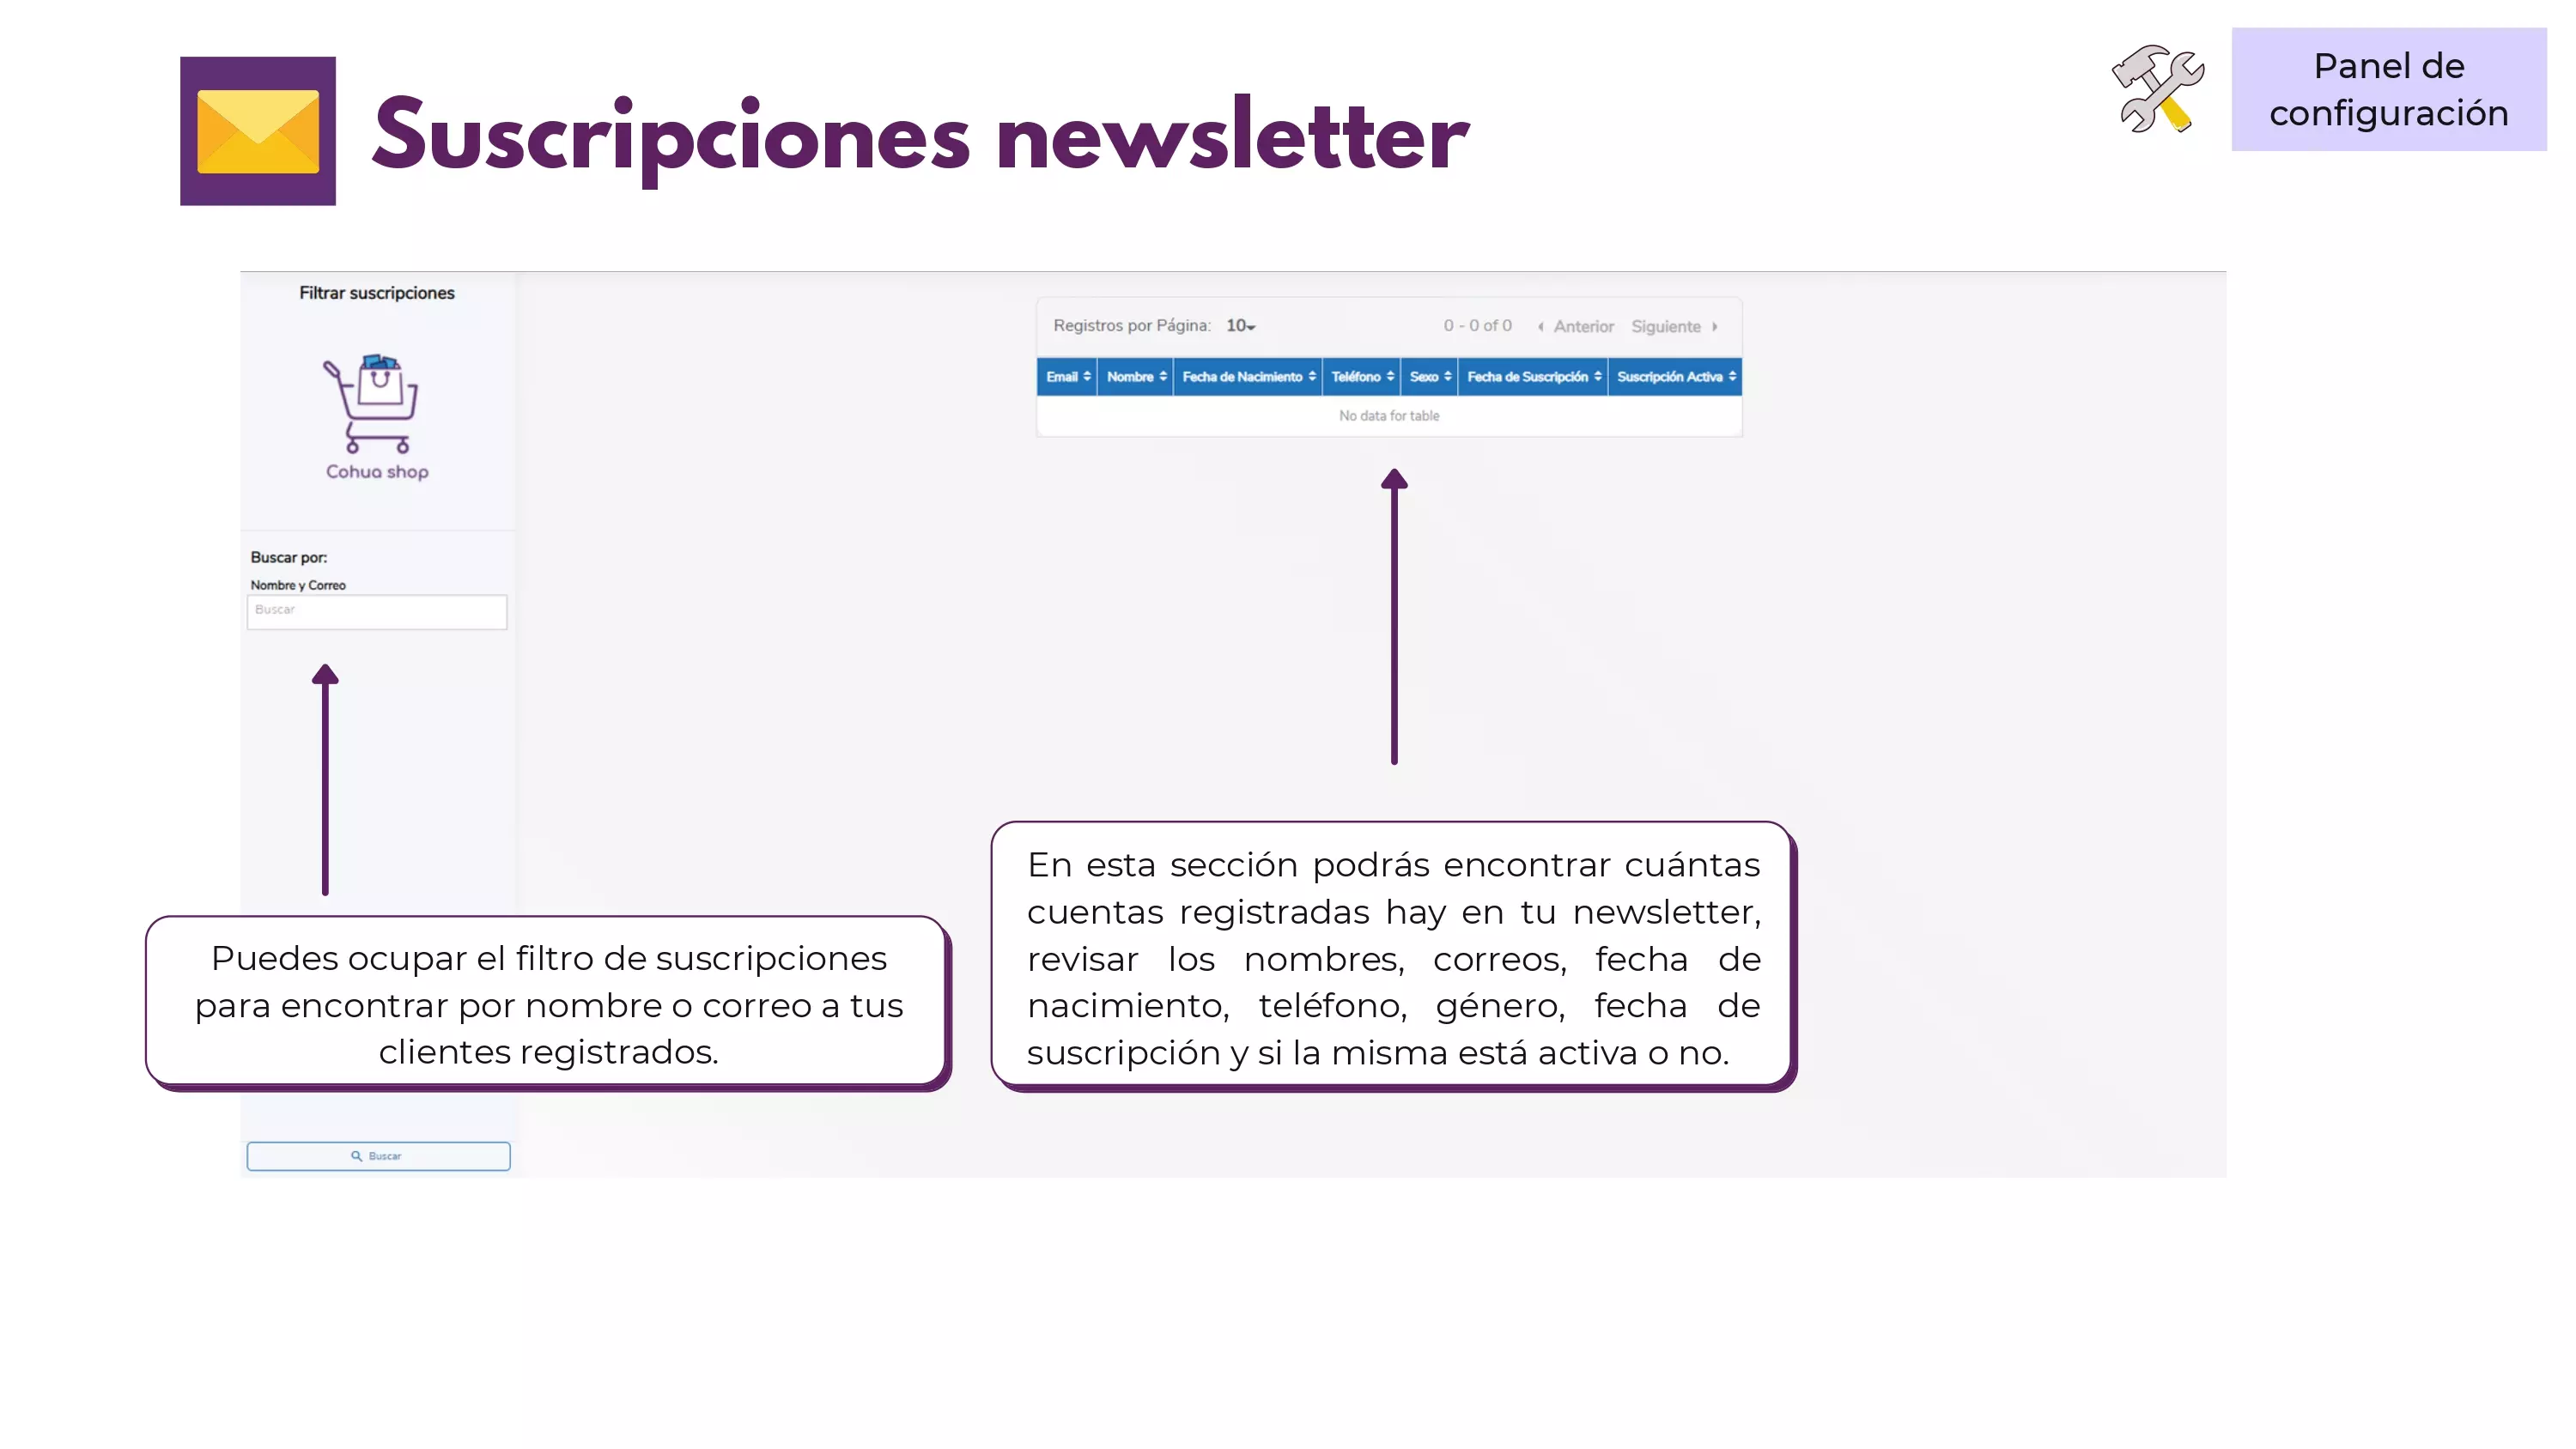 Suscripciones newsletter
Panel de
configuración
Filtrar suscripciones
Cohua shop
Buscar por:
Nombre y Correo
Buscar
Registros por Página: 10
0 - 0 of 0 Anterior Siguiente
Email Nombre Fecha de Nacimiento Teléfono Sexo Fecha de Suscripción Suscripción Activa
No data for table
Puedes ocupar el filtro de suscripciones
para encontrar por nombre o correo a tus
clientes registrados.
En esta sección podrás encontrar cuántas
cuentas registradas hay en tu newsletter,
revisar los nombres, correos, fecha de
nacimiento, teléfono, género, fecha de
suscripción y si la misma está activa o no.
Buscar